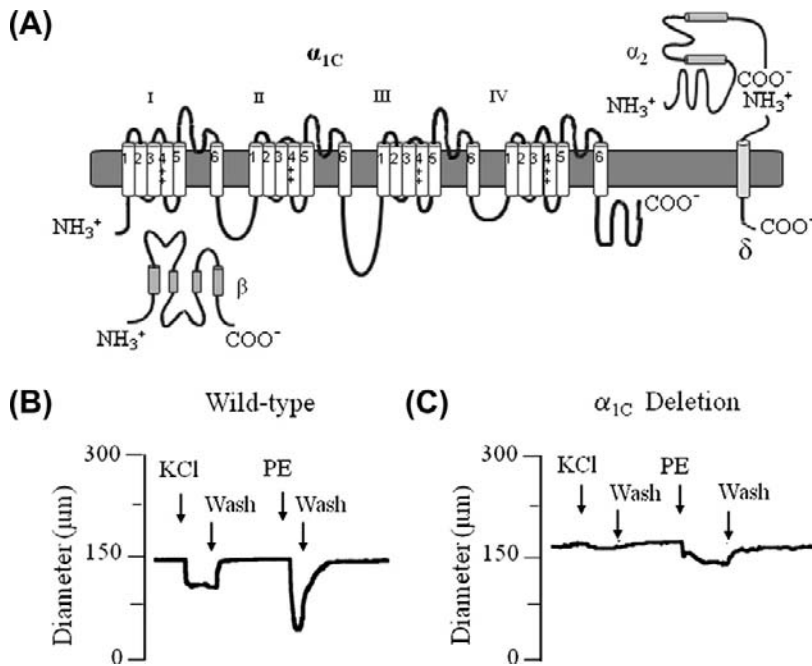 (A)
α1C
α2
I II III IV
COO⁻
NH₃⁺ NH₃⁺
1 2 3 4 5 6 1 2 3 4 5 6 1 2 3 4 5 6 1 2 3 4 5 6
++ ++ ++ ++
NH₃⁺ COO⁻ COO⁻
δ
β
NH₃⁺ COO⁻
(B) Wild-type
300
KCl PE
Wash Wash
150
0
Diameter (µm)
(C) α1C Deletion
300
KCl PE
Wash Wash
150
0
Diameter (µm)